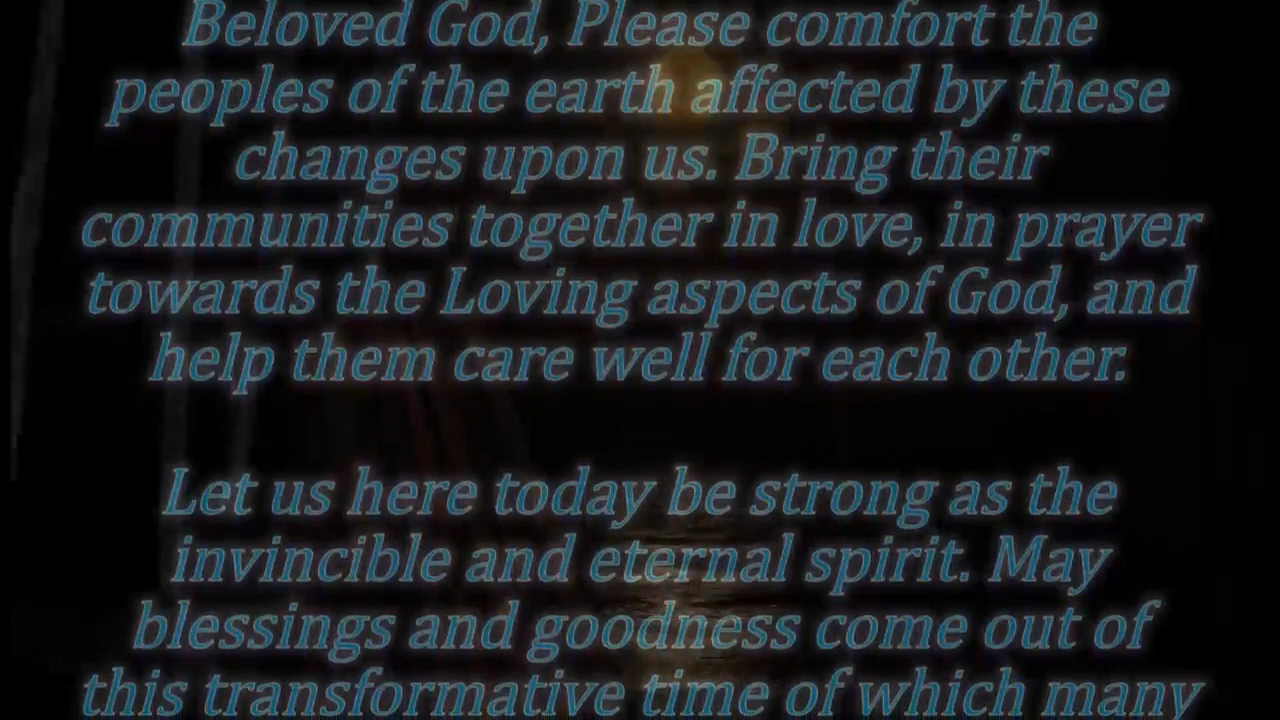 Beloved God, Please comfort the
peoples of the earth affected by these
changes upon us. Bring their
communities together in love, in prayer
towards the Loving aspects of God, and
help them care well for each other.
Let us here today be strong as the
invincible and eternal spirit. May
blessings and goodness come out of
this transformative time of which many